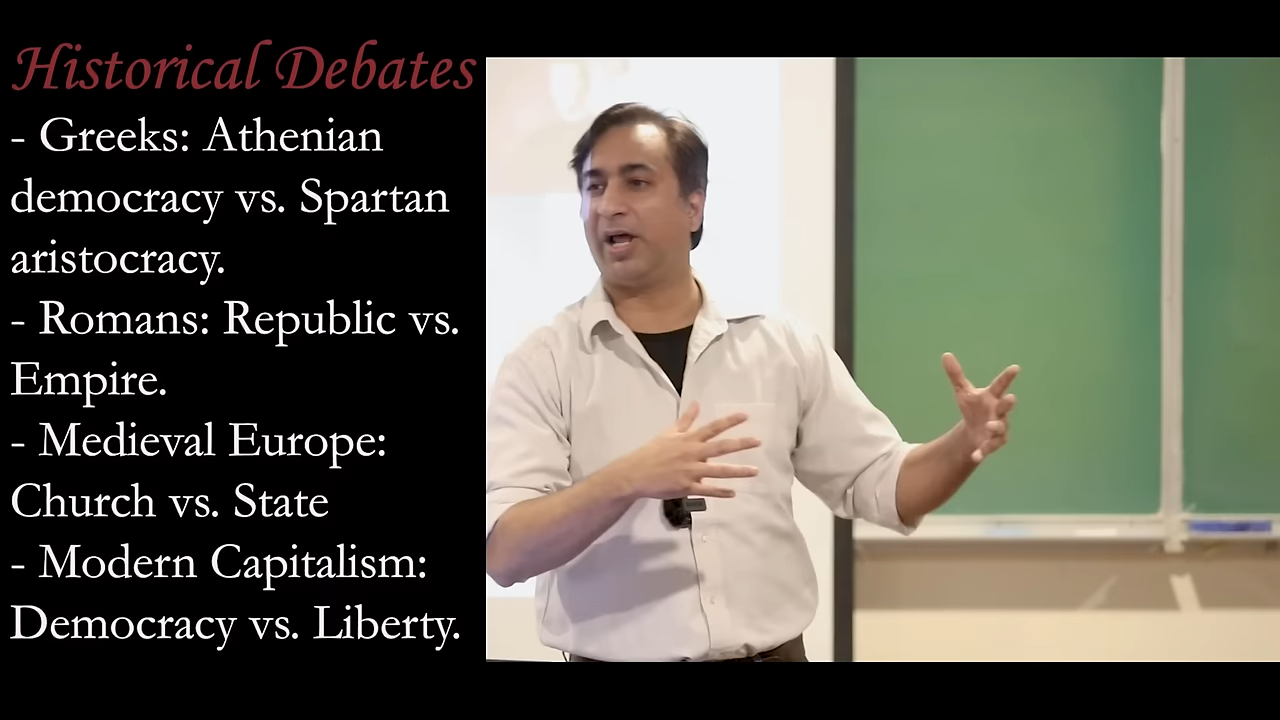 Historical Debates
- Greeks: Athenian
democracy vs. Spartan
aristocracy.
- Romans: Republic vs.
Empire.
- Medieval Europe:
Church vs. State
- Modern Capitalism:
Democracy vs. Liberty.